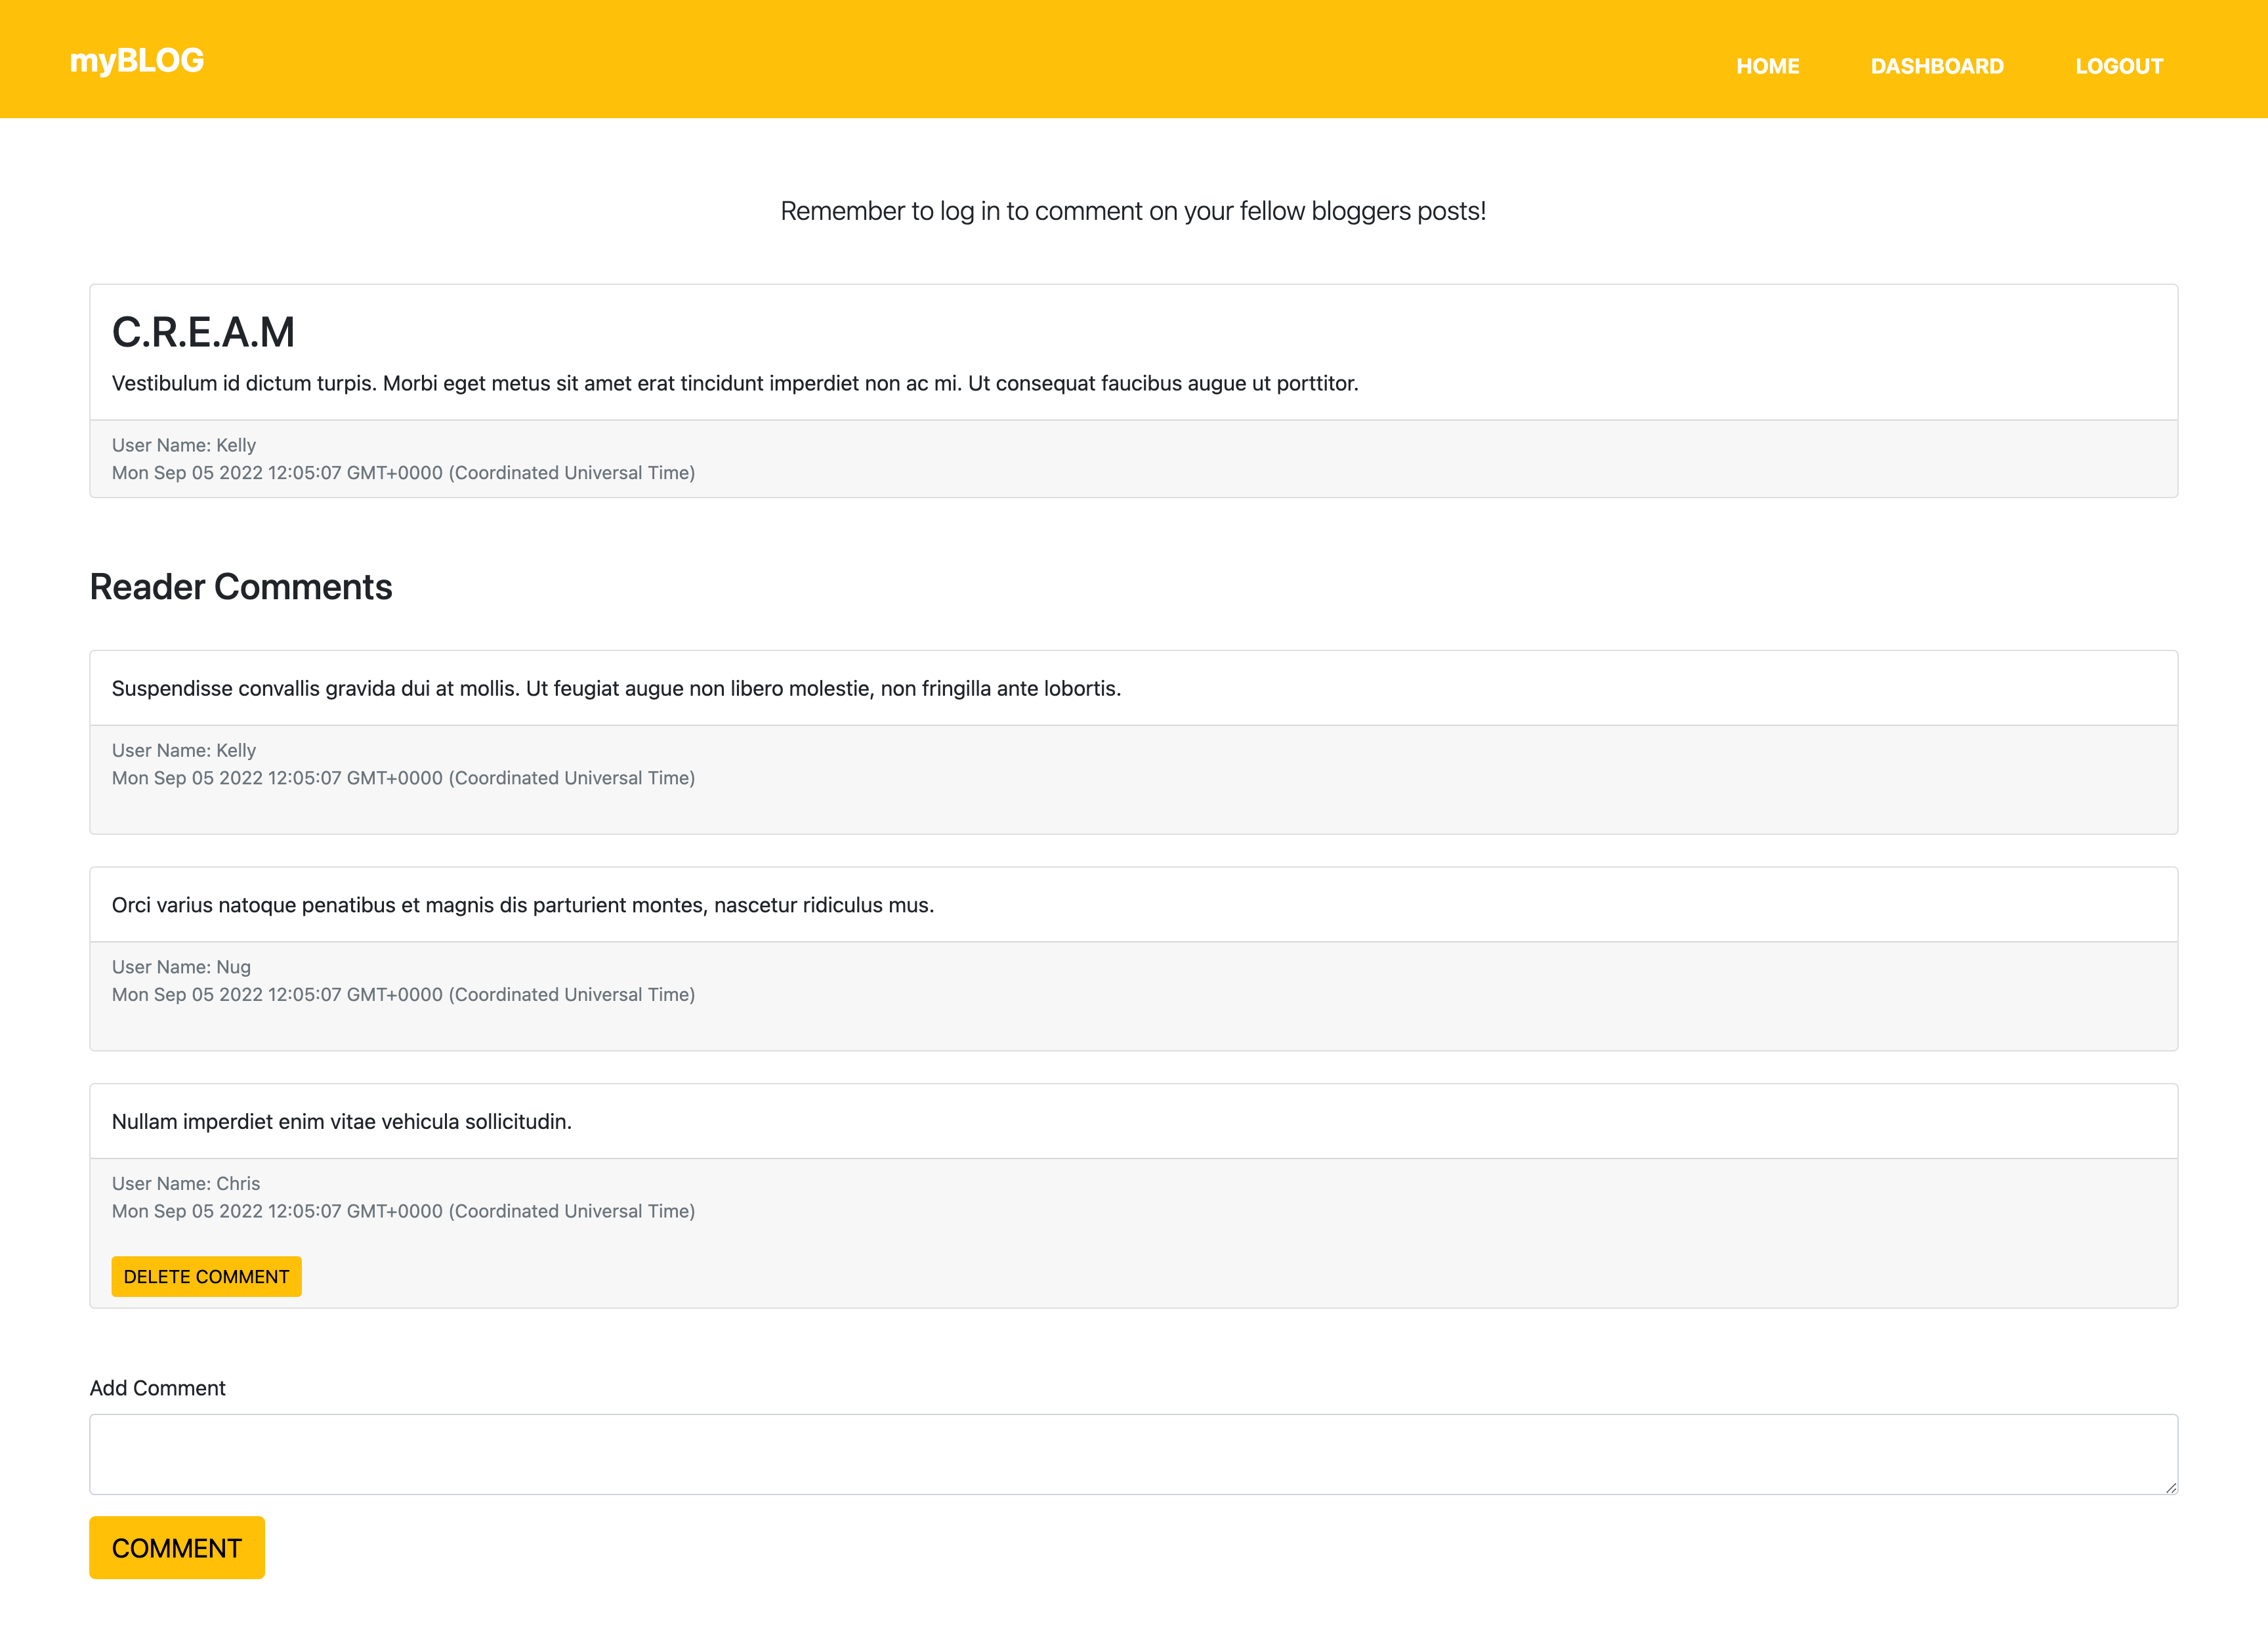 myBLOG
HOME DASHBOARD LOGOUT
Remember to log in to comment on your fellow bloggers posts!
C.R.E.A.M
Vestibulum id dictum turpis. Morbi eget metus sit amet erat tincidunt imperdiet non ac mi. Ut consequat faucibus augue ut porttitor.
User Name: Kelly
Mon Sep 05 2022 12:05:07 GMT+0000 (Coordinated Universal Time)
Reader Comments
Suspendisse convallis gravida dui at mollis. Ut feugiat augue non libero molestie, non fringilla ante lobortis.
User Name: Kelly
Mon Sep 05 2022 12:05:07 GMT+0000 (Coordinated Universal Time)
Orci varius natoque penatibus et magnis dis parturient montes, nascetur ridiculus mus.
User Name: Nug
Mon Sep 05 2022 12:05:07 GMT+0000 (Coordinated Universal Time)
Nullam imperdiet enim vitae vehicula sollicitudin.
User Name: Chris
Mon Sep 05 2022 12:05:07 GMT+0000 (Coordinated Universal Time)
DELETE COMMENT
Add Comment
COMMENT